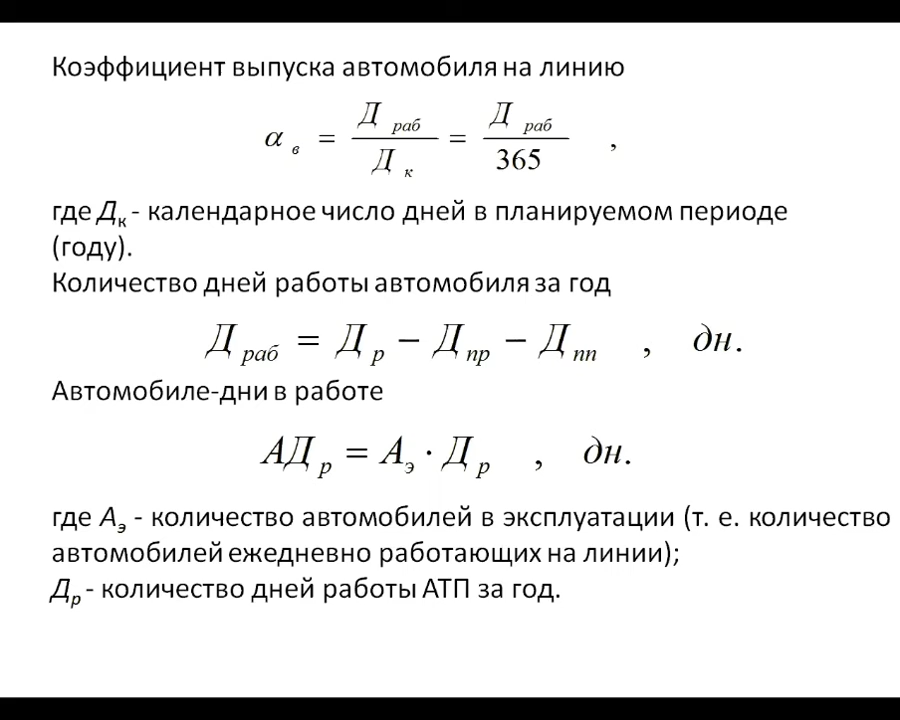 Коэффициент выпуска автомобиля на линию
α в = Д раб / Д к = Д раб / 365 ,
где Дк - календарное число дней в планируемом периоде
(году).
Количество дней работы автомобиля за год
Д раб = Д р − Д пр − Д пп , дн.
Автомобиле-дни в работе
АД р = А э · Д р , дн.
где Аэ - количество автомобилей в эксплуатации (т. е. количество
автомобилей ежедневно работающих на линии);
Др - количество дней работы АТП за год.